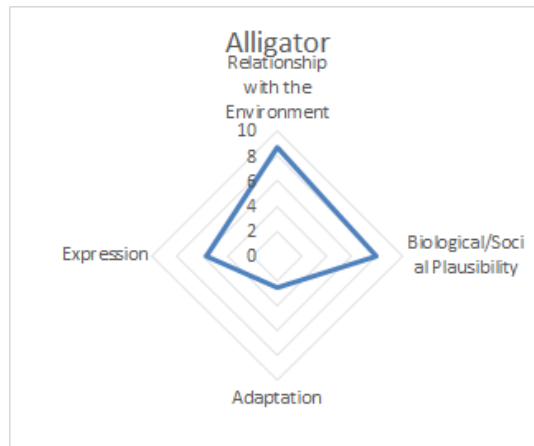 Alligator
Relationship
with the
Environment
10
8
6
4
2
0
Expression
Biological/Soci
al Plausibility
Adaptation